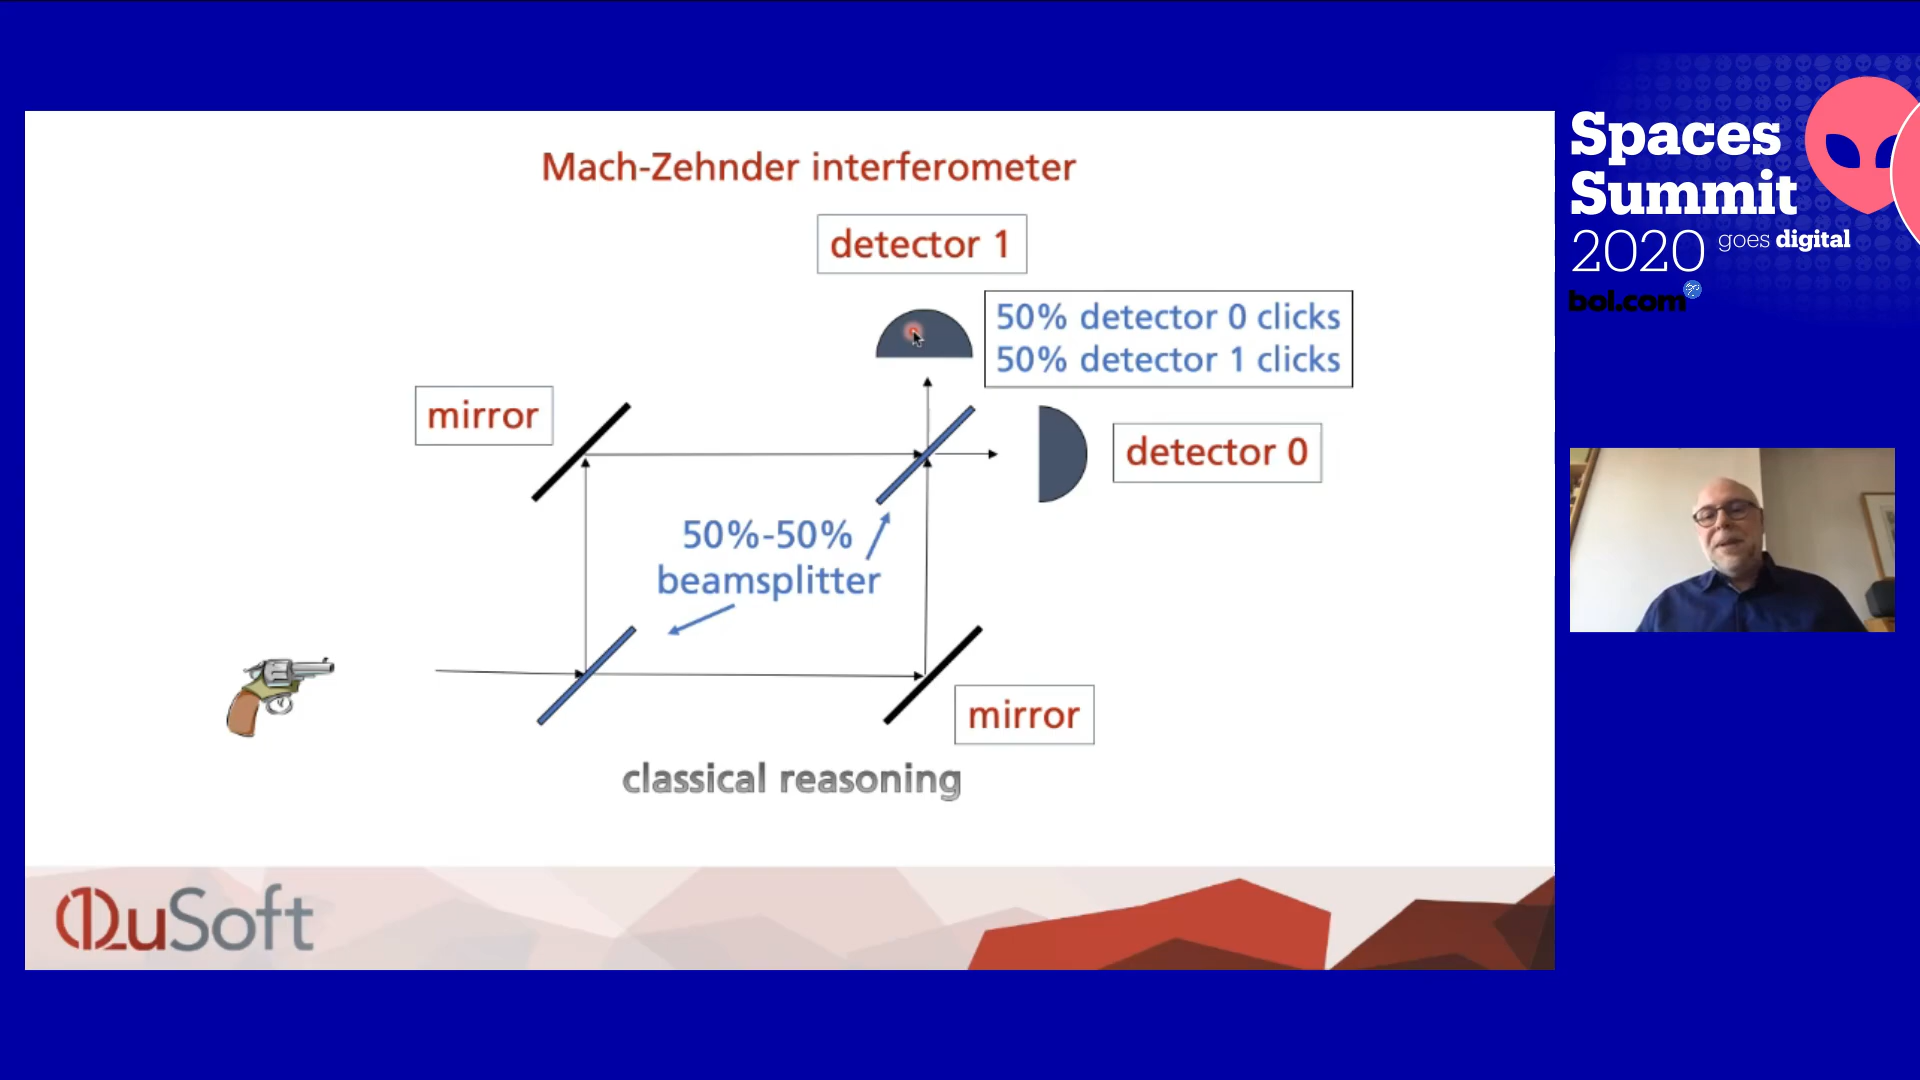 Mach-Zehnder interferometer
detector 1
50% detector 0 clicks
50% detector 1 clicks
mirror
detector 0
50%-50%
beamsplitter
mirror
classical reasoning
QuSoft
Spaces
Summit
2020 goes digital
bol.com